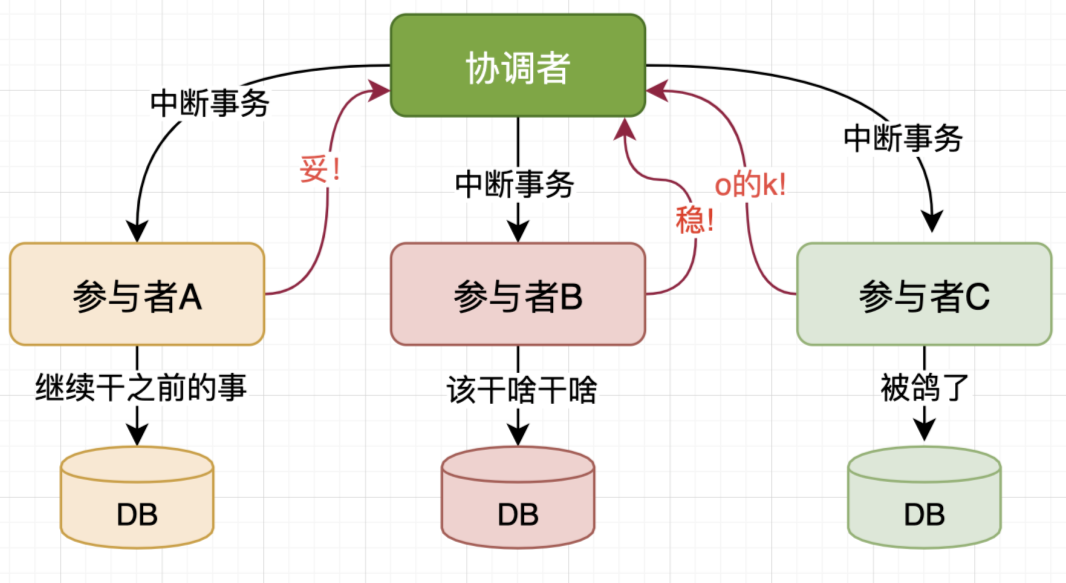 协调者
中断事务
中断事务
中断事务
妥！
稳!
o的k!
参与者A
参与者B
参与者C
继续干之前的事
该干啥干啥
被鸽了
DB
DB
DB